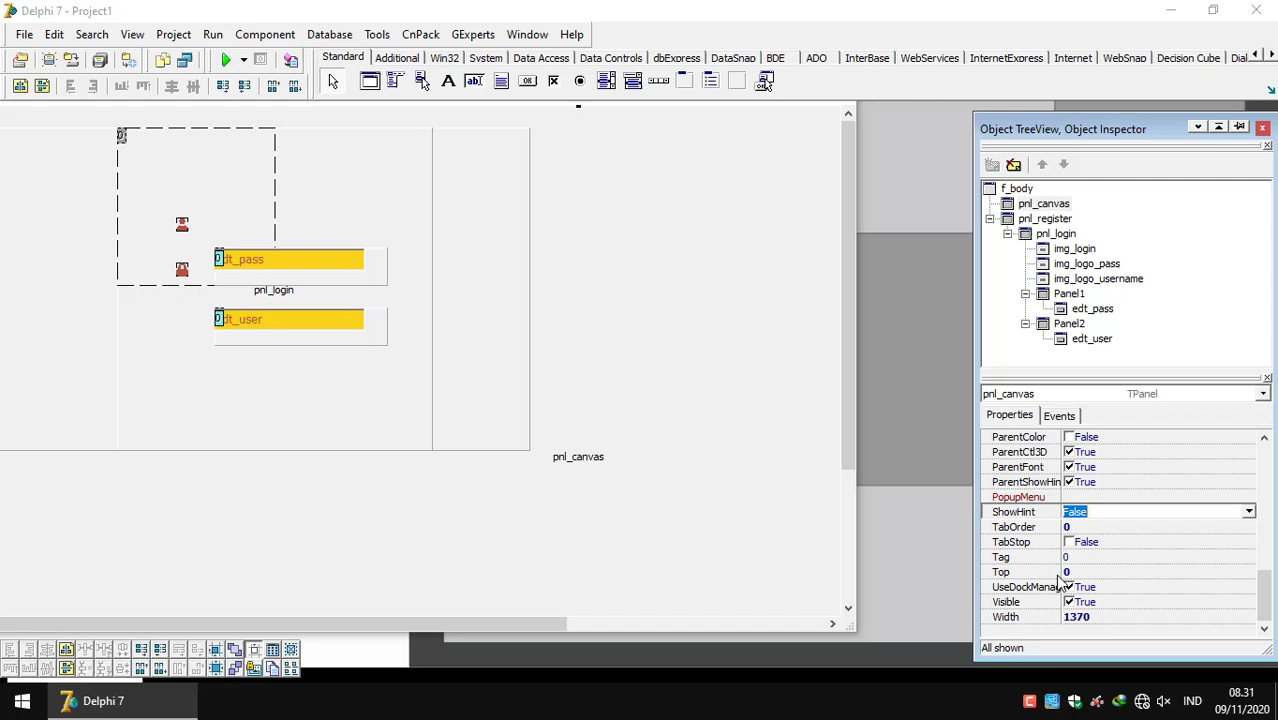 Delphi 7 - Project1
File Edit Search View Project Run Component Database Tools CnPack GExperts Window Help
Standard Additional Win32 System Data Access Data Controls dbExpress DataSnap BDE ADO InterBase WebServices InternetExpress Internet WebSnap Decision Cube
edt_pass
pnl_login
edt_user
pnl_canvas
Object TreeView, Object Inspector
f_body
pnl_canvas
pnl_register
pnl_login
img_login
img_logo_pass
img_logo_username
Panel1
edt_pass
Panel2
edt_user
pnl_canvas TPanel
Properties Events
ParentColor False
ParentCtl3D True
ParentFont True
ParentShowHin True
PopupMenu
ShowHint False
TabOrder 0
TabStop False
Tag 0
Top 0
UseDockMana True
Visible True
Width 1370
All shown
Delphi 7
IND
08.31
09/11/2020